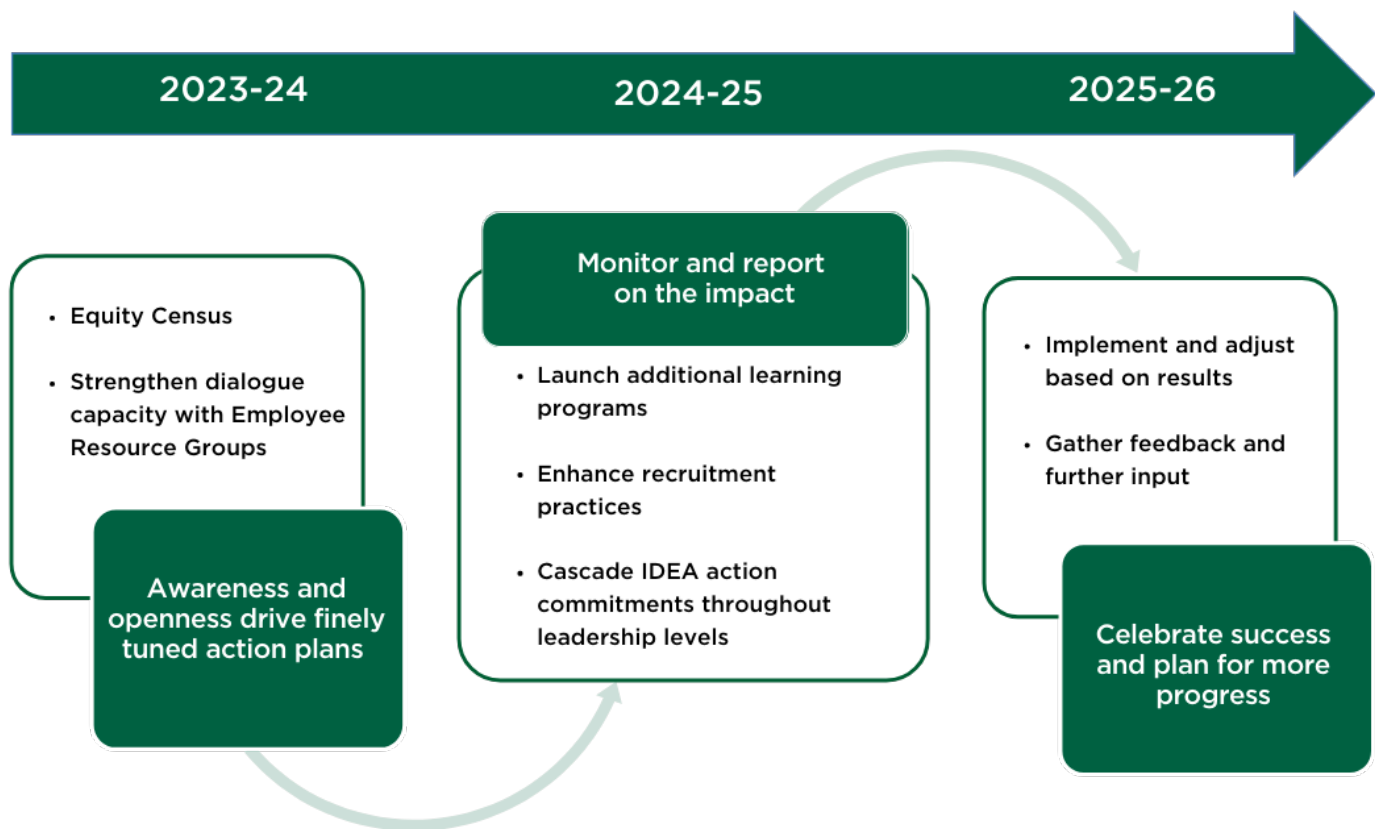 2023-24
2024-25
2025-26
• Equity Census
• Strengthen dialogue
capacity with Employee
Resource Groups
Awareness and
openness drive finely
tuned action plans
Monitor and report
on the impact
• Launch additional learning
programs
• Enhance recruitment
practices
• Cascade IDEA action
commitments throughout
leadership levels
• Implement and adjust
based on results
• Gather feedback and
further input
Celebrate success
and plan for more
progress